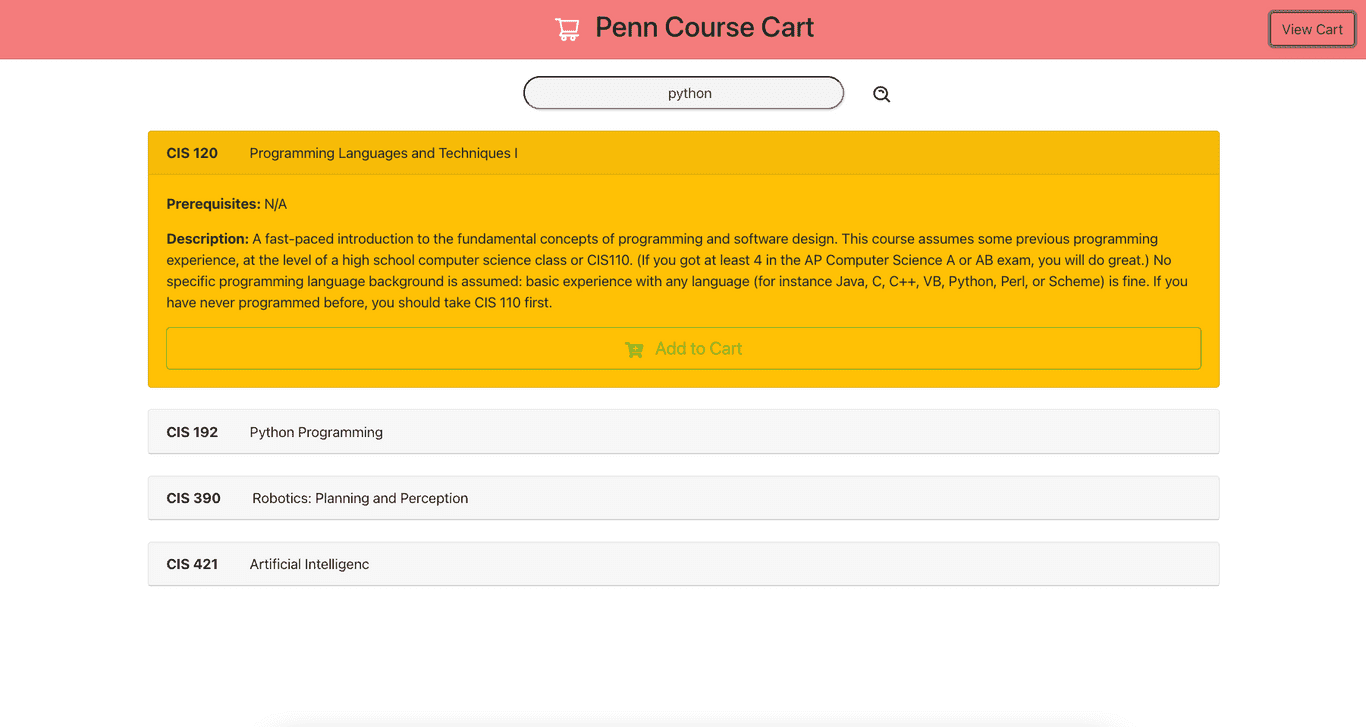 Penn Course Cart
View Cart
python
CIS 120 Programming Languages and Techniques I
Prerequisites: N/A
Description: A fast-paced introduction to the fundamental concepts of programming and software design. This course assumes some previous programming
experience, at the level of a high school computer science class or CIS110. (If you got at least 4 in the AP Computer Science A or AB exam, you will do great.) No
specific programming language background is assumed: basic experience with any language (for instance Java, C, C++, VB, Python, Perl, or Scheme) is fine. If you
have never programmed before, you should take CIS 110 first.
Add to Cart
CIS 192 Python Programming
CIS 390 Robotics: Planning and Perception
CIS 421 Artificial Intelligenc